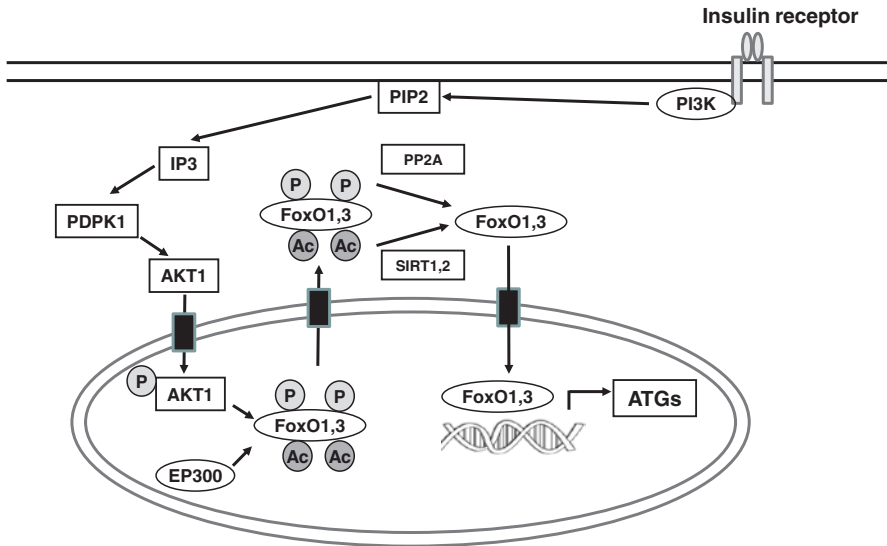 Insulin receptor
PIP2
PI3K
IP3
PP2A
P P
FoxO1,3
Ac Ac
FoxO1,3
PDPK1
SIRT1,2
AKT1
P
AKT1
P P
FoxO1,3
Ac Ac
EP300
FoxO1,3
ATGs